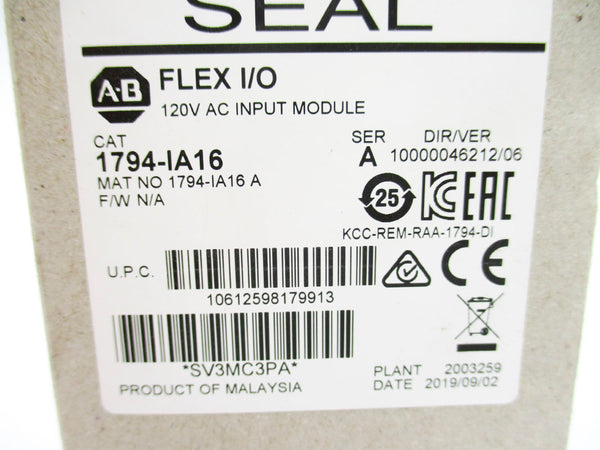 SEAL
A-B
FLEX I/O
120V AC INPUT MODULE
CAT
1794-IA16
MAT NO 1794-IA16 A
F/W N/A
SER
A
DIR/VER
10000046212/06
25
KC EAC
KCC-REM-RAA-1794-DI
U.P.C.
10612598179913
CE
*SV3MC3PA*
PRODUCT OF MALAYSIA
PLANT 2003259
DATE 2019/09/02